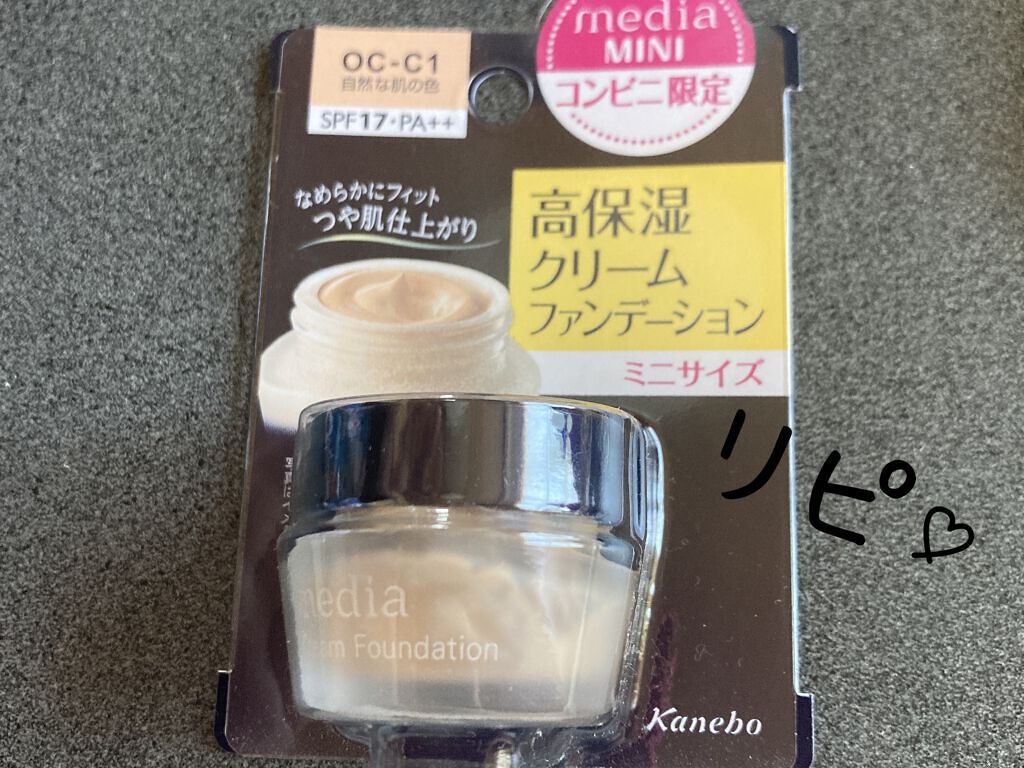 media
MINI
コンビニ限定
OC-C1
自然な肌の色
SPF17・PA++
なめらかにフィット
つや肌仕上がり
高保湿
クリーム
ファンデーション
ミニサイズ
リピ♡
media
am Foundation
Kanebo